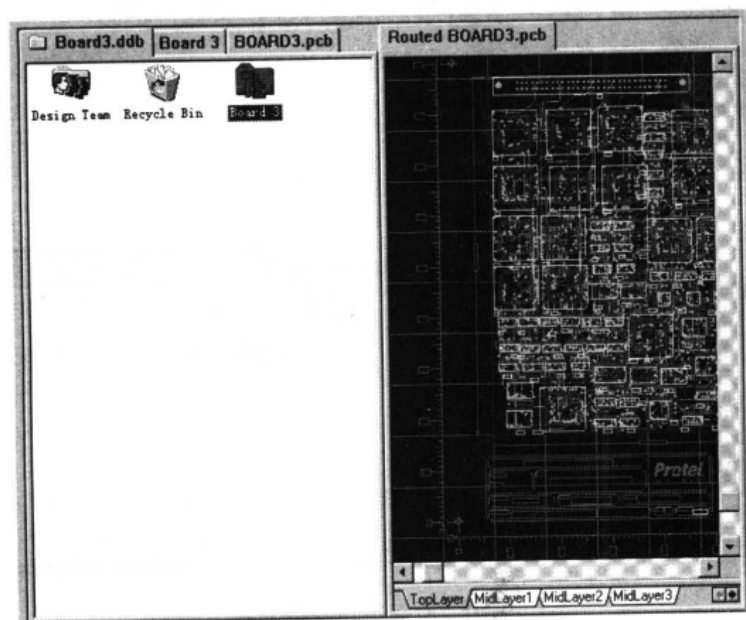 Board3.ddb Board 3 BOARD3.pcb Routed BOARD3.pcb
Design Team Recycle Bin Board 3
Protel
TopLayer MidLayer1 MidLayer2 MidLayer3